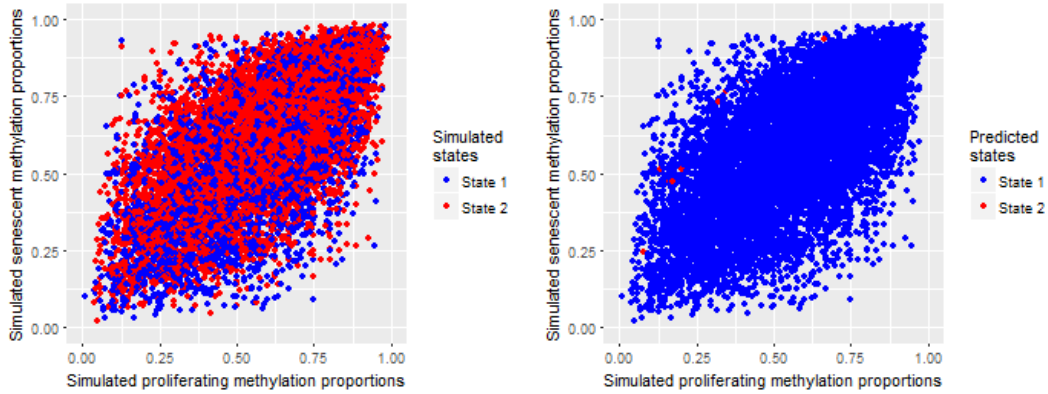 Simulated senescent methylation proportions
1.00
0.75
0.50
0.25
0.00
0.00 0.25 0.50 0.75 1.00
Simulated proliferating methylation proportions
Simulated
states
State 1
State 2
Simulated senescent methylation proportions
1.00
0.75
0.50
0.25
0.00
0.00 0.25 0.50 0.75 1.00
Simulated proliferating methylation proportions
Predicted
states
State 1
State 2